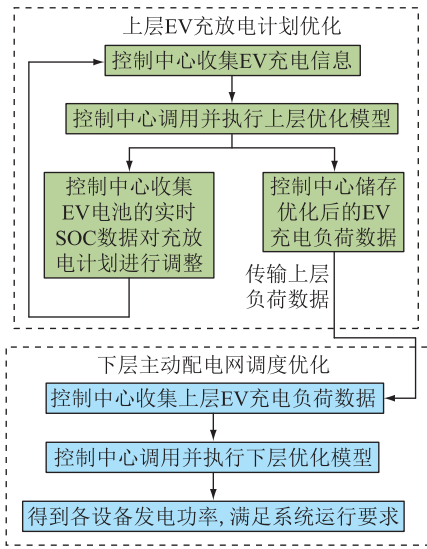 上层EV充放电计划优化
控制中心收集EV充电信息
控制中心调用并执行上层优化模型
控制中心收集
EV电池的实时
SOC数据对充放
电计划进行调整
控制中心储存
优化后的EV
充电负荷数据
传输上层
负荷数据
下层主动配电网调度优化
控制中心收集上层EV充电负荷数据
控制中心调用并执行下层优化模型
得到各设备发电功率,满足系统运行要求